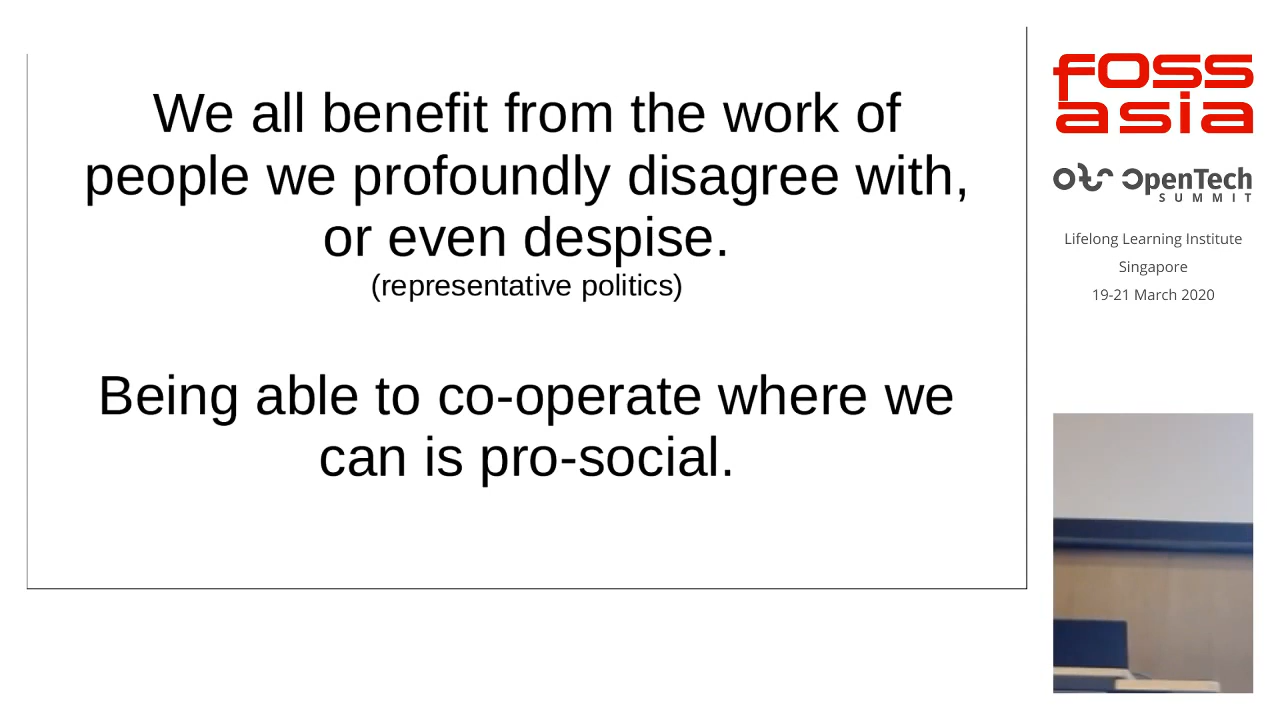 We all benefit from the work of
people we profoundly disagree with,
or even despise.
(representative politics)
Being able to co-operate where we
can is pro-social.
FOSS
asia
OpenTech
SUMMIT
Lifelong Learning Institute
Singapore
19-21 March 2020